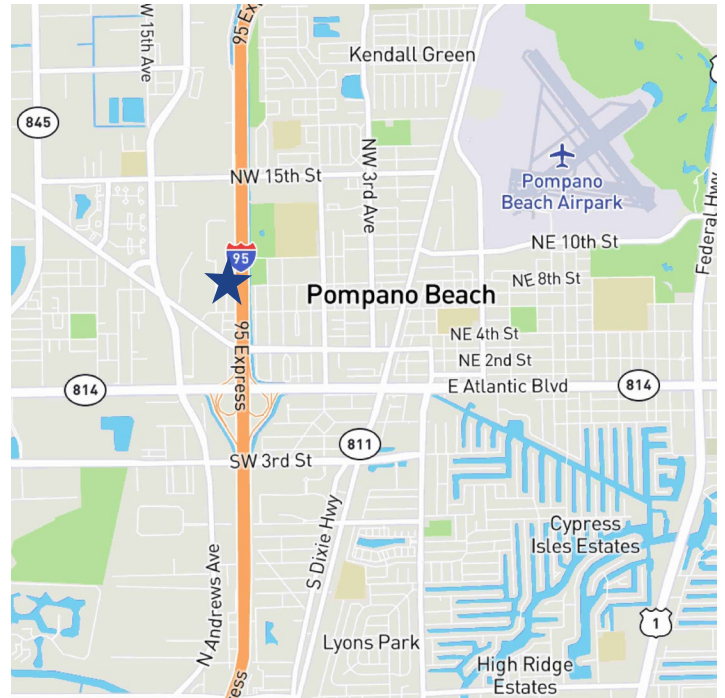 95 Exp
NW 15th Ave
Kendall Green
845
NW 3rd Ave
NW 15th St
Pompano
Beach Airpark
Federal Hwy
NE 10th St
95
NE 8th St
Pompano Beach
95 Express
NE 4th St
NE 2nd St
814
E Atlantic Blvd
814
811
SW 3rd St
S Dixie Hwy
Cypress
Isles Estates
N Andrews Ave
1
Lyons Park
High Ridge
Estates
ress